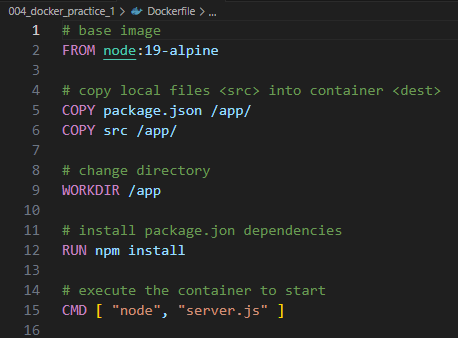 004_docker_practice_1 > Dockerfile > ...
1 # base image
2 FROM node:19-alpine
3
4 # copy local files <src> into container <dest>
5 COPY package.json /app/
6 COPY src /app/
7
8 # change directory
9 WORKDIR /app
10
11 # install package.jon dependencies
12 RUN npm install
13
14 # execute the container to start
15 CMD [ "node", "server.js" ]
16